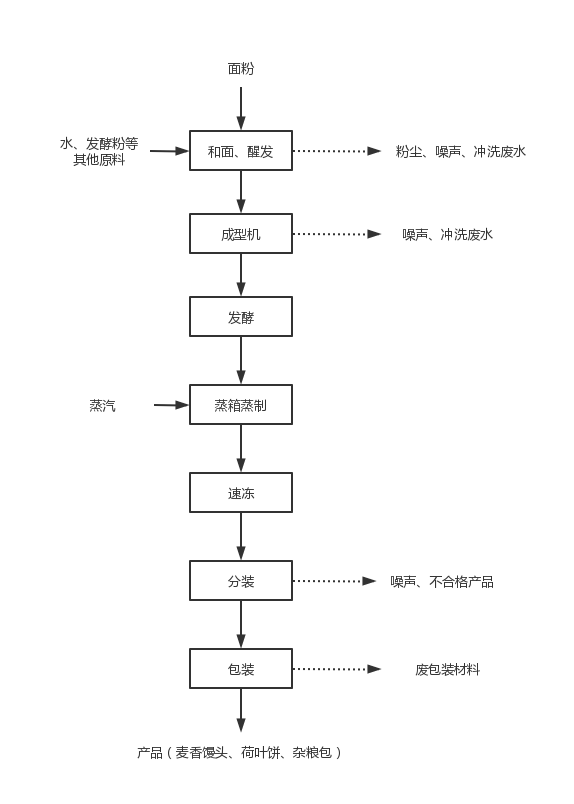 面粉
水、发酵粉等
其他原料
和面、醒发
粉尘、噪声、冲洗废水
成型机
噪声、冲洗废水
发酵
蒸汽
蒸箱蒸制
速冻
分装
噪声、不合格产品
包装
废包装材料
产品（麦香馒头、荷叶饼、杂粮包）